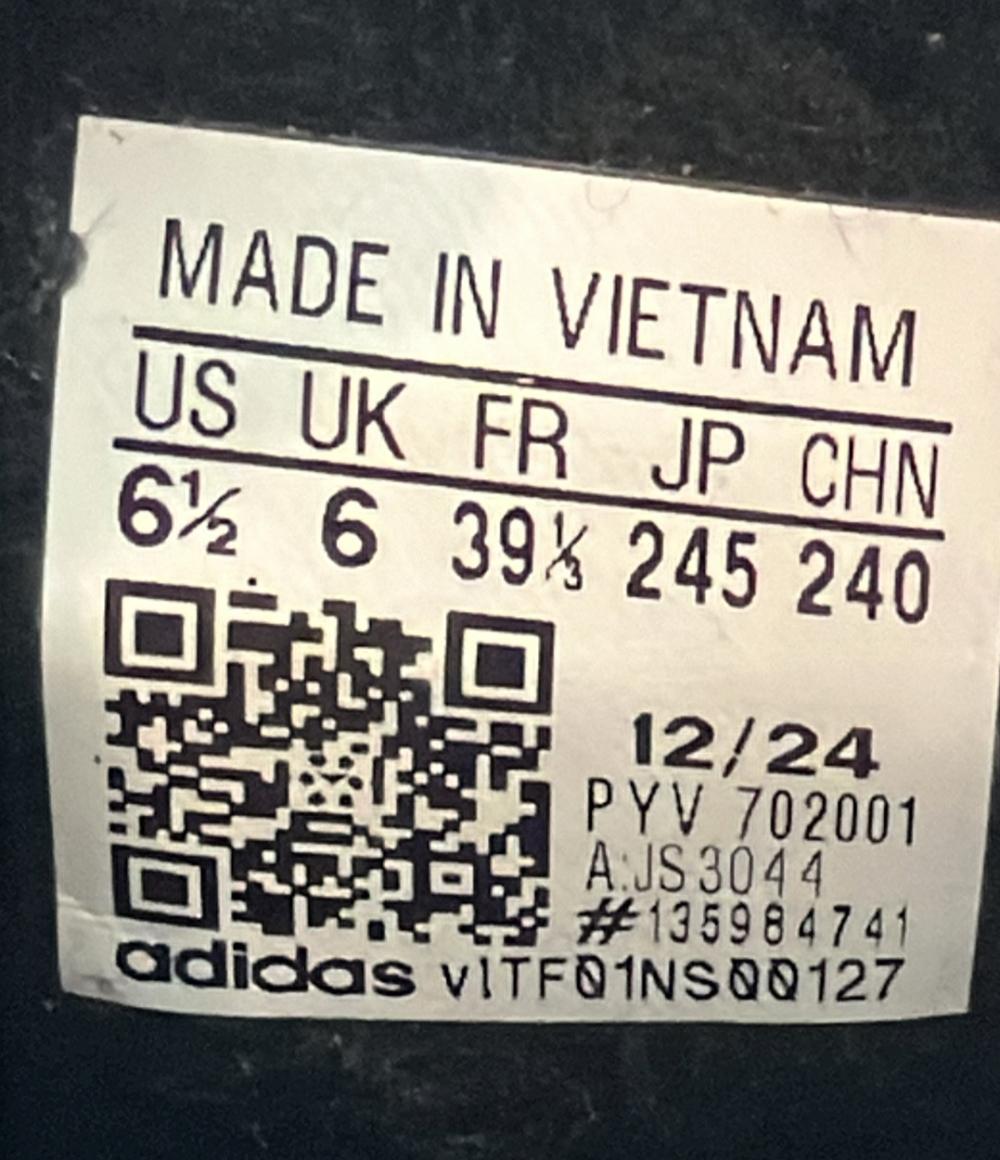 MADE IN VIETNAM
US UK FR JP CHN
6½ 6 39⅓ 245 240
12/24
PYV 702001
A:JS3044
#135984741
adidas v1TF01NS00127